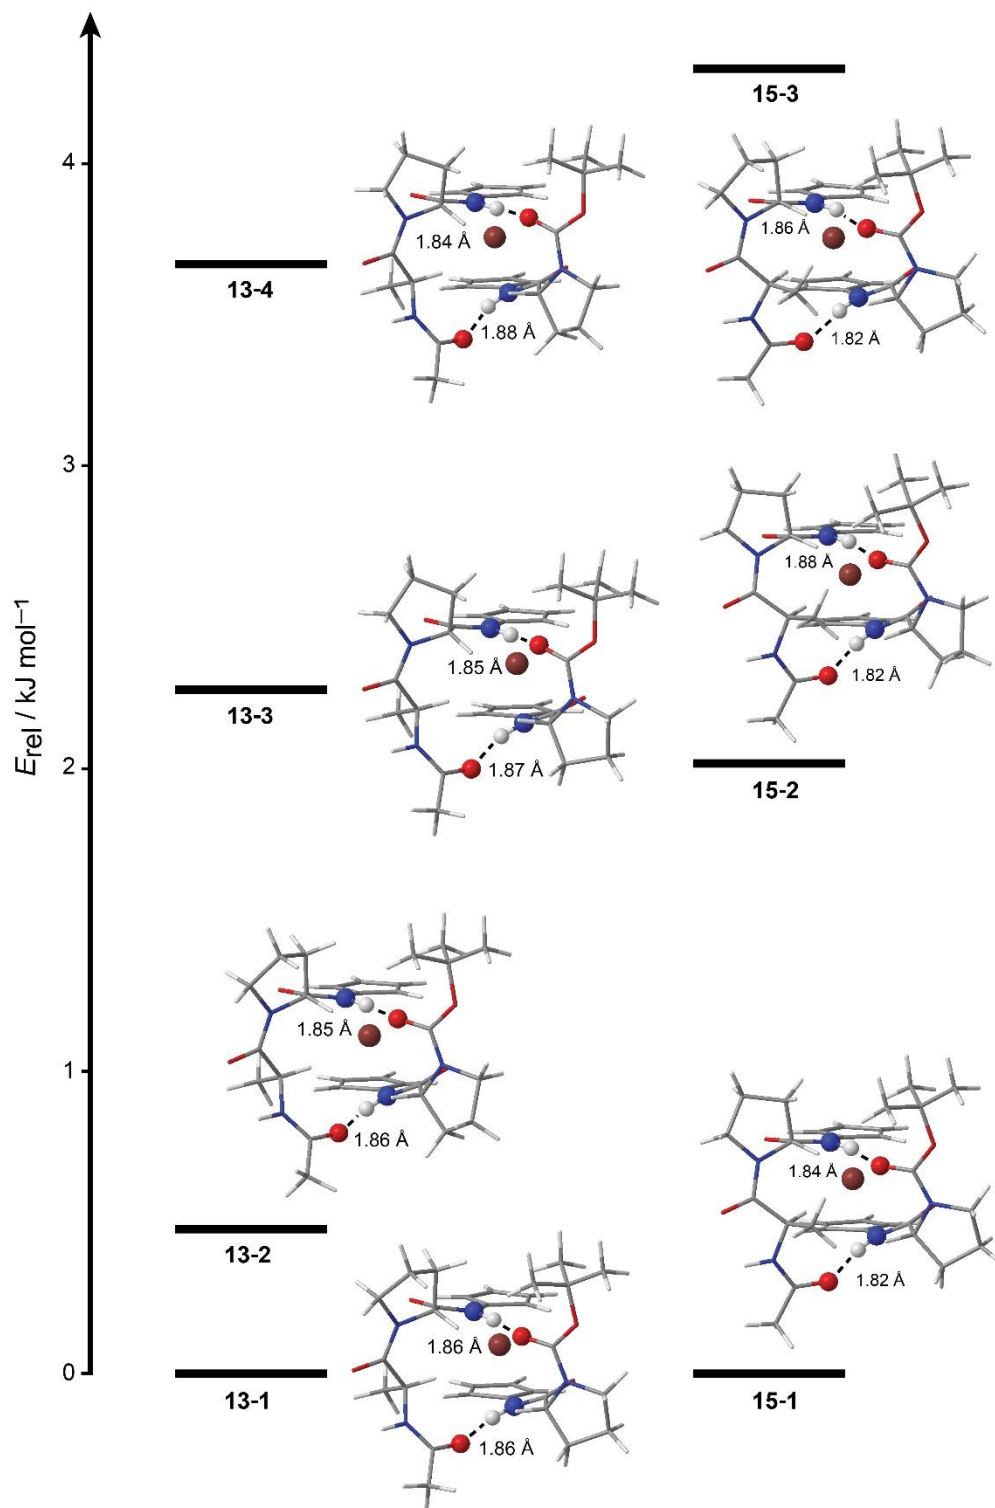 15-3
4
1.84 Å
1.86 Å
13-4
1.88 Å
1.82 Å
3
1.88 Å
1.85 Å
13-3
1.82 Å
1.87 Å
Erel / kJ mol⁻¹
2
15-2
1.85 Å
1
1.86 Å
1.84 Å
13-2
1.82 Å
1.86 Å
0
13-1
15-1
1.86 Å